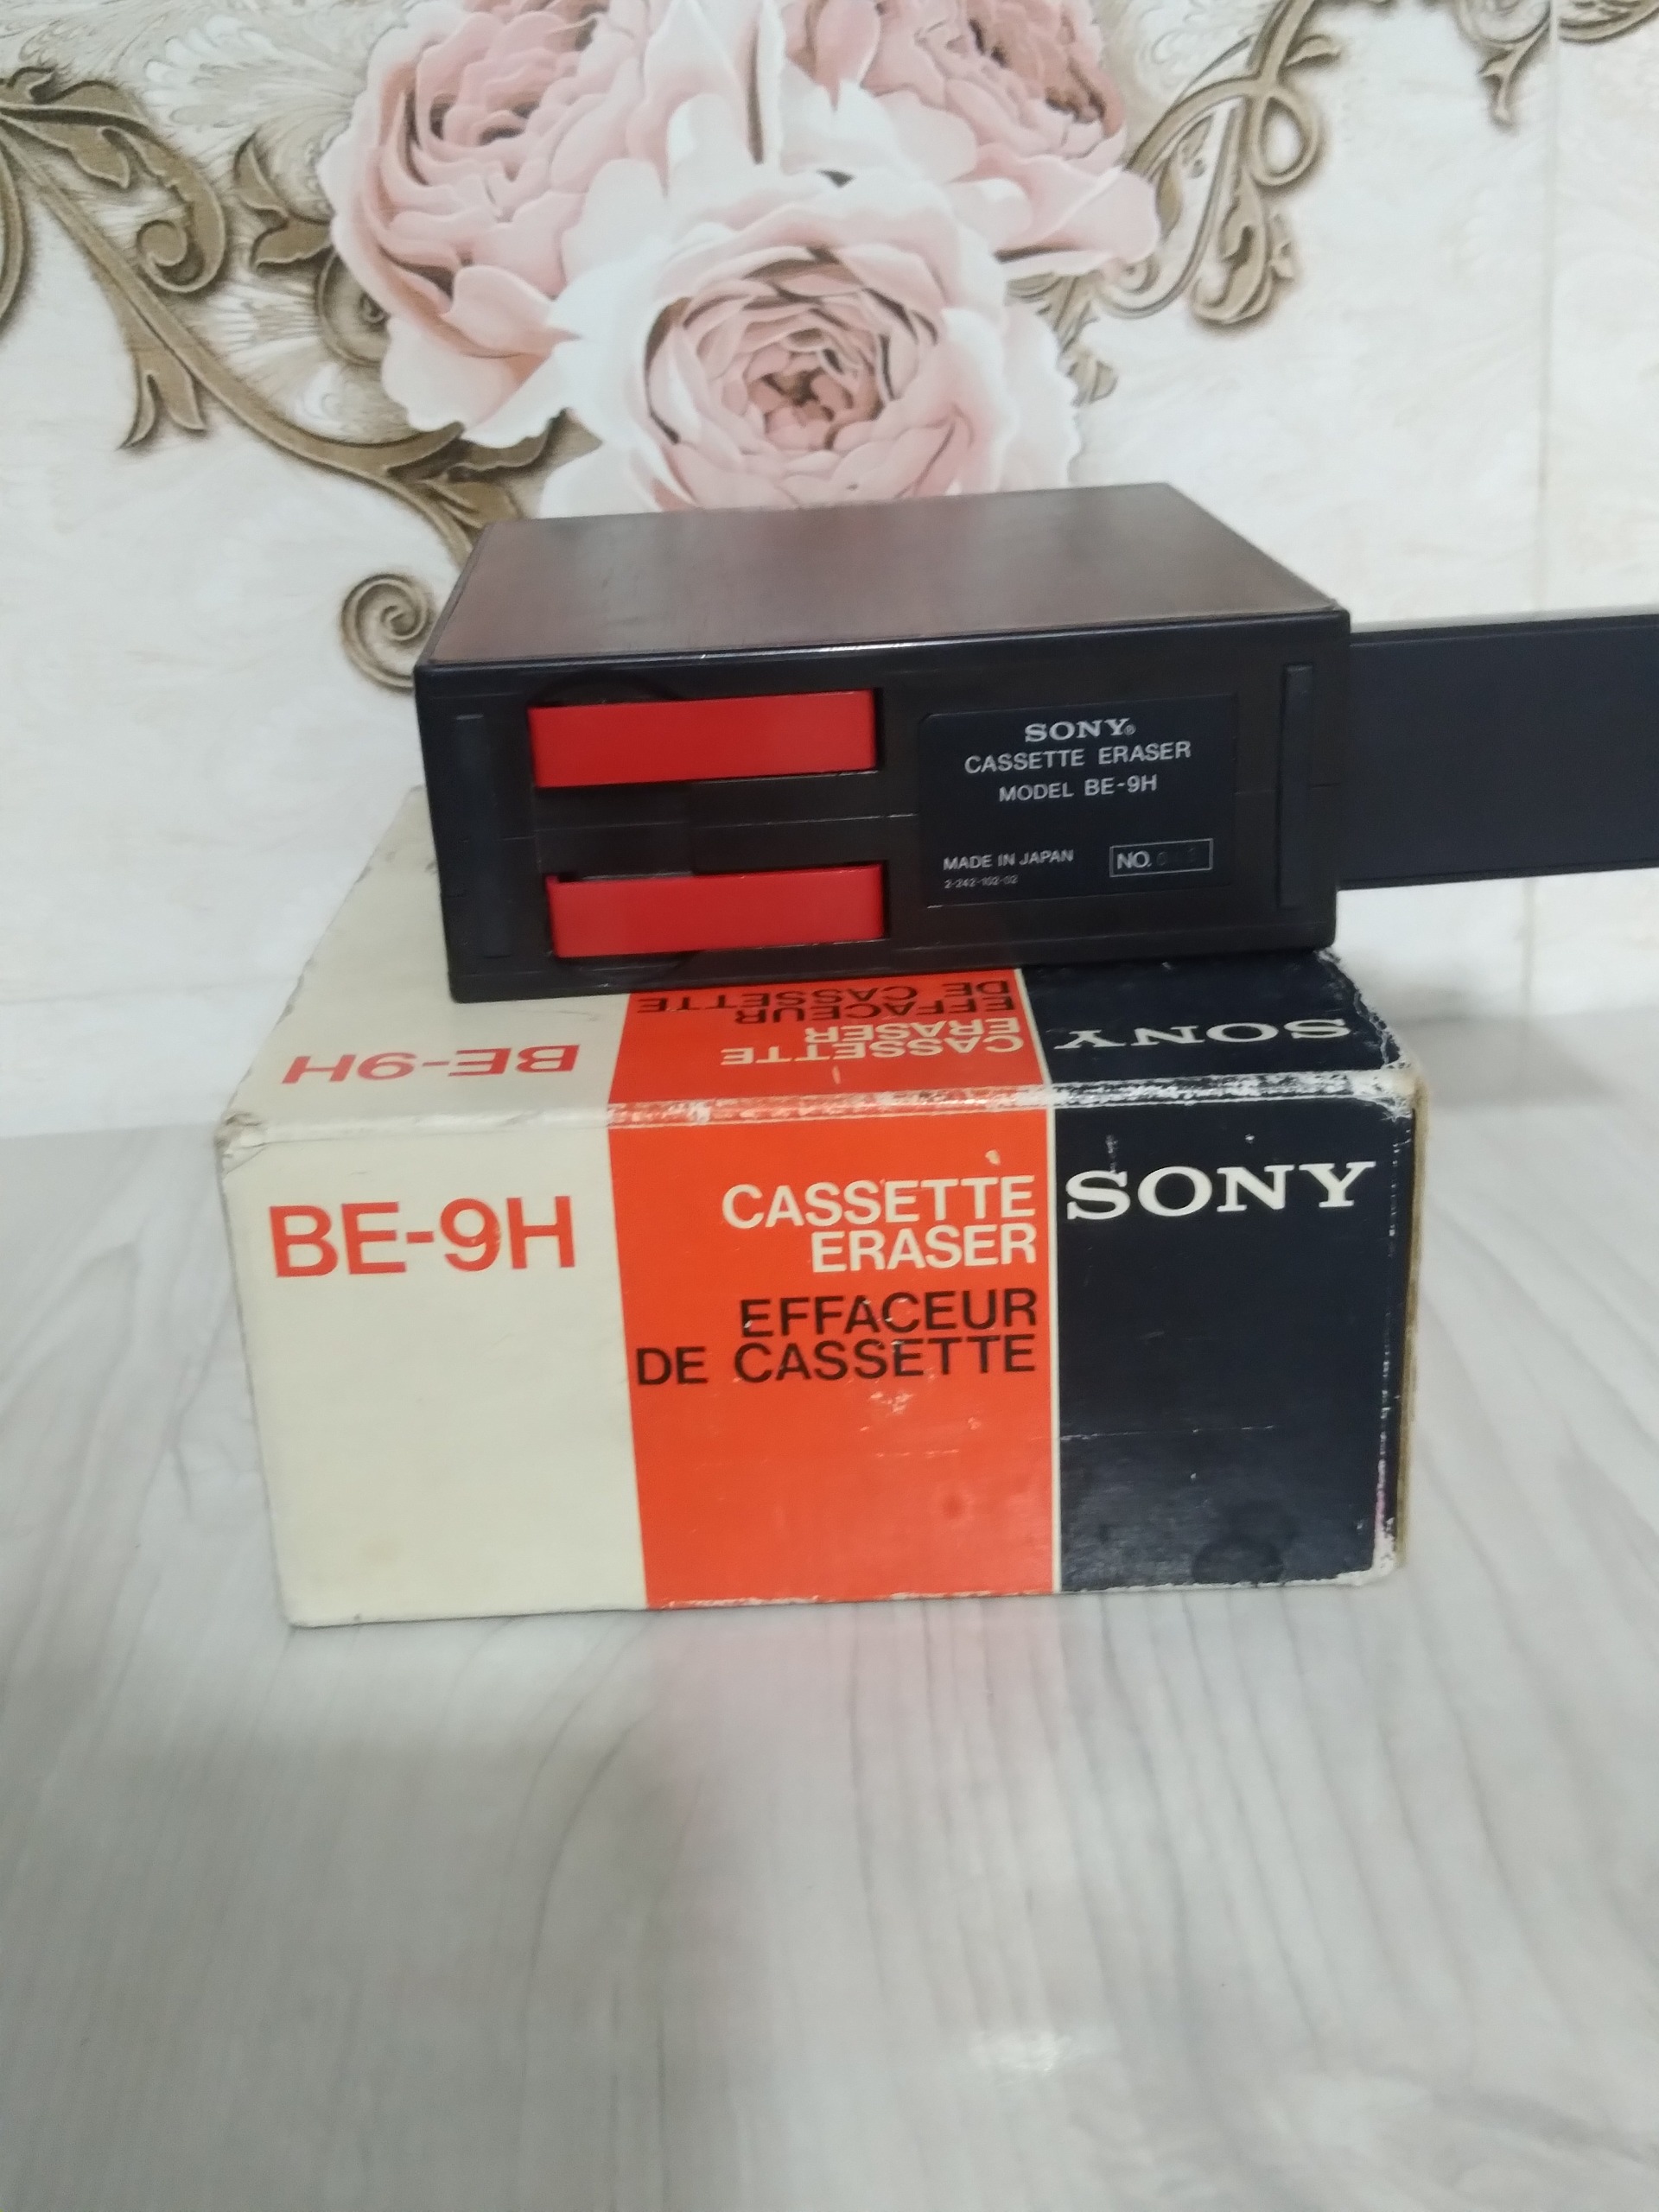 SONY®
CASSETTE ERASER
MODEL BE-9H
MADE IN JAPAN
NO.
2-242-102-02
BE-9H
CASSETTE
ERASER
EFFACEUR
DE CASSETTE
SONY
BE-9H
CASSETTE
ERASER
EFFACEUR
DE CASSETTE
SONY